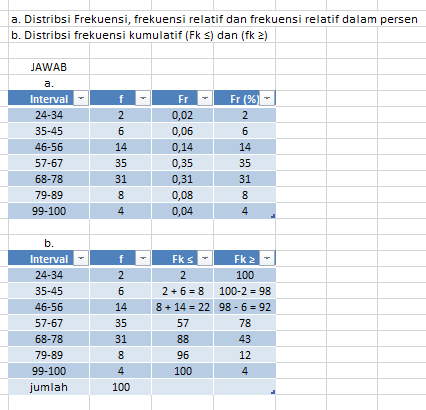 a. Distribsi Frekuensi, frekuensi relatif dan frekuensi relatif dalam persen
b. Distribsi frekuensi kumulatif (Fk ≤) dan (fk ≥)
JAWAB
a.
Interval f Fr Fr (%)
24-34 2 0,02 2
35-45 6 0,06 6
46-56 14 0,14 14
57-67 35 0,35 35
68-78 31 0,31 31
79-89 8 0,08 8
99-100 4 0,04 4
b.
Interval f Fk ≤ Fk ≥
24-34 2 2 100
35-45 6 2 + 6 = 8 100-2 = 98
46-56 14 8 + 14 = 22 98 - 6 = 92
57-67 35 57 78
68-78 31 88 43
79-89 8 96 12
99-100 4 100 4
jumlah 100